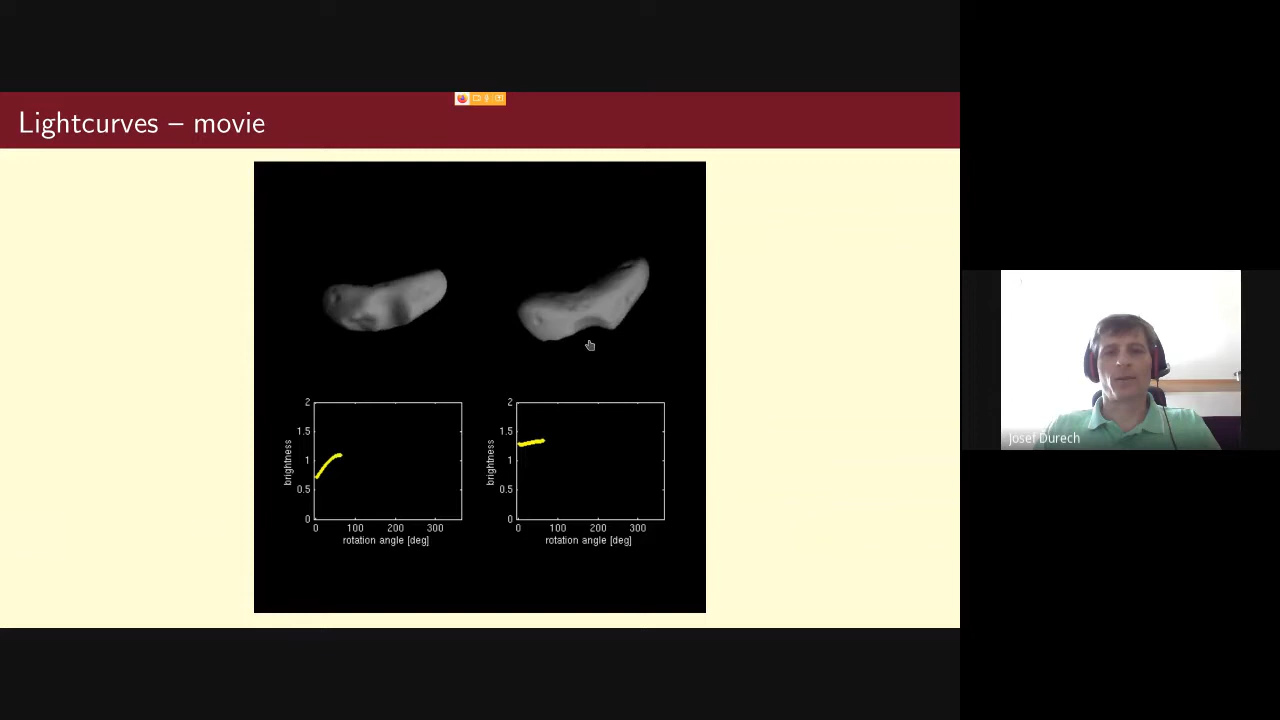 Lightcurves – movie
2
1.5
1
0.5
0
brightness
0 100 200 300
rotation angle [deg]
2
1.5
1
0.5
0
brightness
0 100 200 300
rotation angle [deg]
Josef Durech